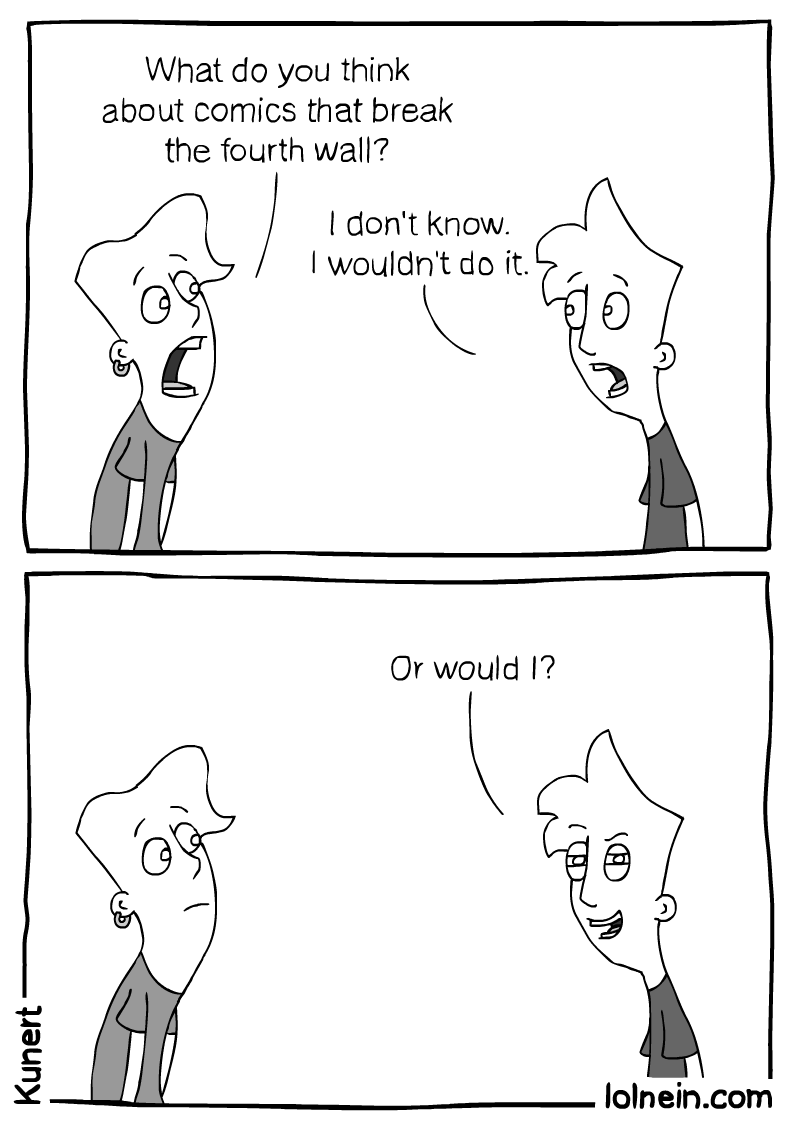 What do you think
about comics that break
the fourth wall?
I don't know.
I wouldn't do it.
Or would I?
Kunert
lolnein.com